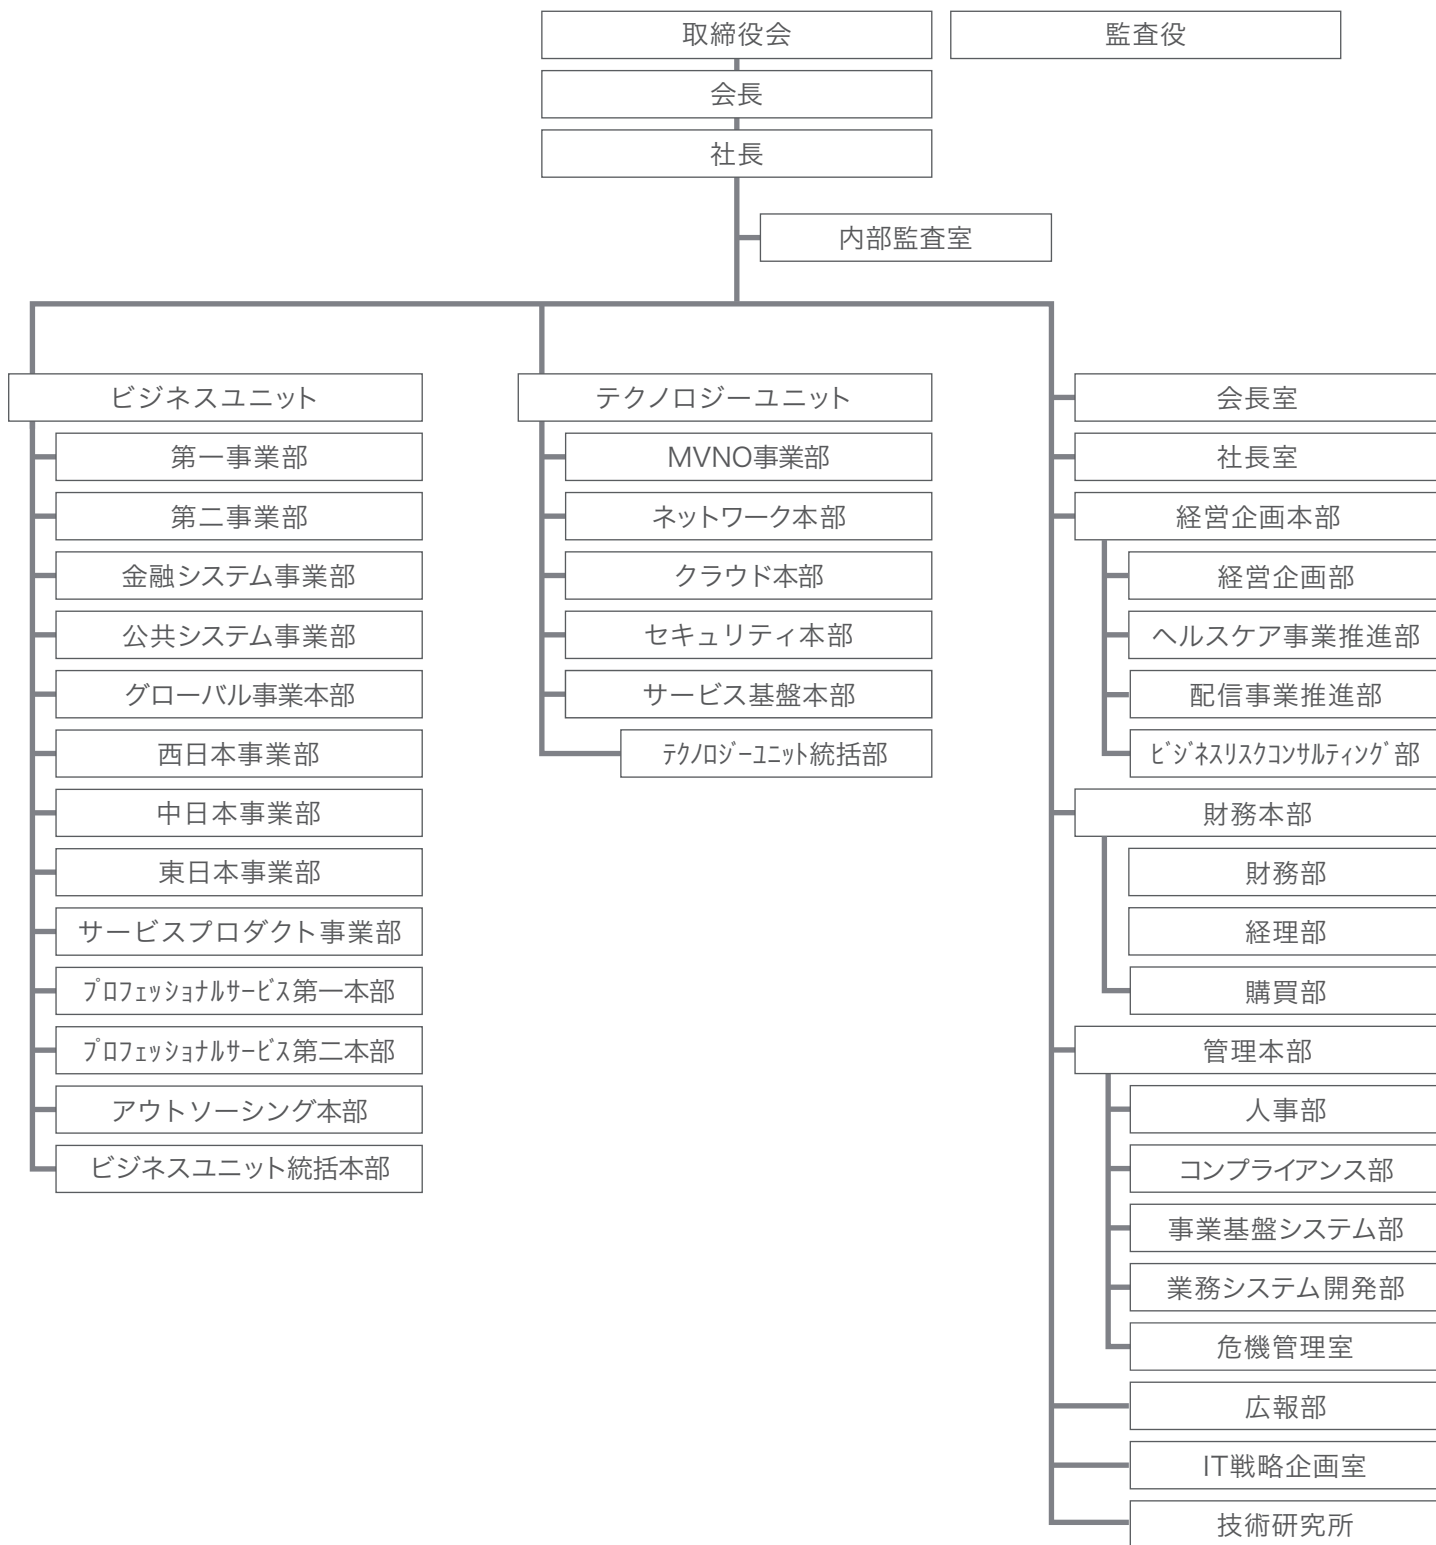 取締役会
監査役
会長
社長
内部監査室
ビジネスユニット
第一事業部
第二事業部
金融システム事業部
公共システム事業部
グローバル事業本部
西日本事業部
中日本事業部
東日本事業部
サービスプロダクト事業部
ﾌﾟﾛﾌｪｯｼｮﾅﾙｻｰﾋﾞｽ第一本部
ﾌﾟﾛﾌｪｯｼｮﾅﾙｻｰﾋﾞｽ第二本部
アウトソーシング本部
ビジネスユニット統括本部
テクノロジーユニット
MVNO事業部
ネットワーク本部
クラウド本部
セキュリティ本部
サービス基盤本部
ﾃｸﾉﾛｼﾞｰﾕﾆｯﾄ統括部
会長室
社長室
経営企画本部
経営企画部
ヘルスケア事業推進部
配信事業推進部
ﾋﾞｼﾞﾈｽﾘｽｸｺﾝｻﾙﾃｨﾝｸﾞ部
財務本部
財務部
経理部
購買部
管理本部
人事部
コンプライアンス部
事業基盤システム部
業務システム開発部
危機管理室
広報部
IT戦略企画室
技術研究所